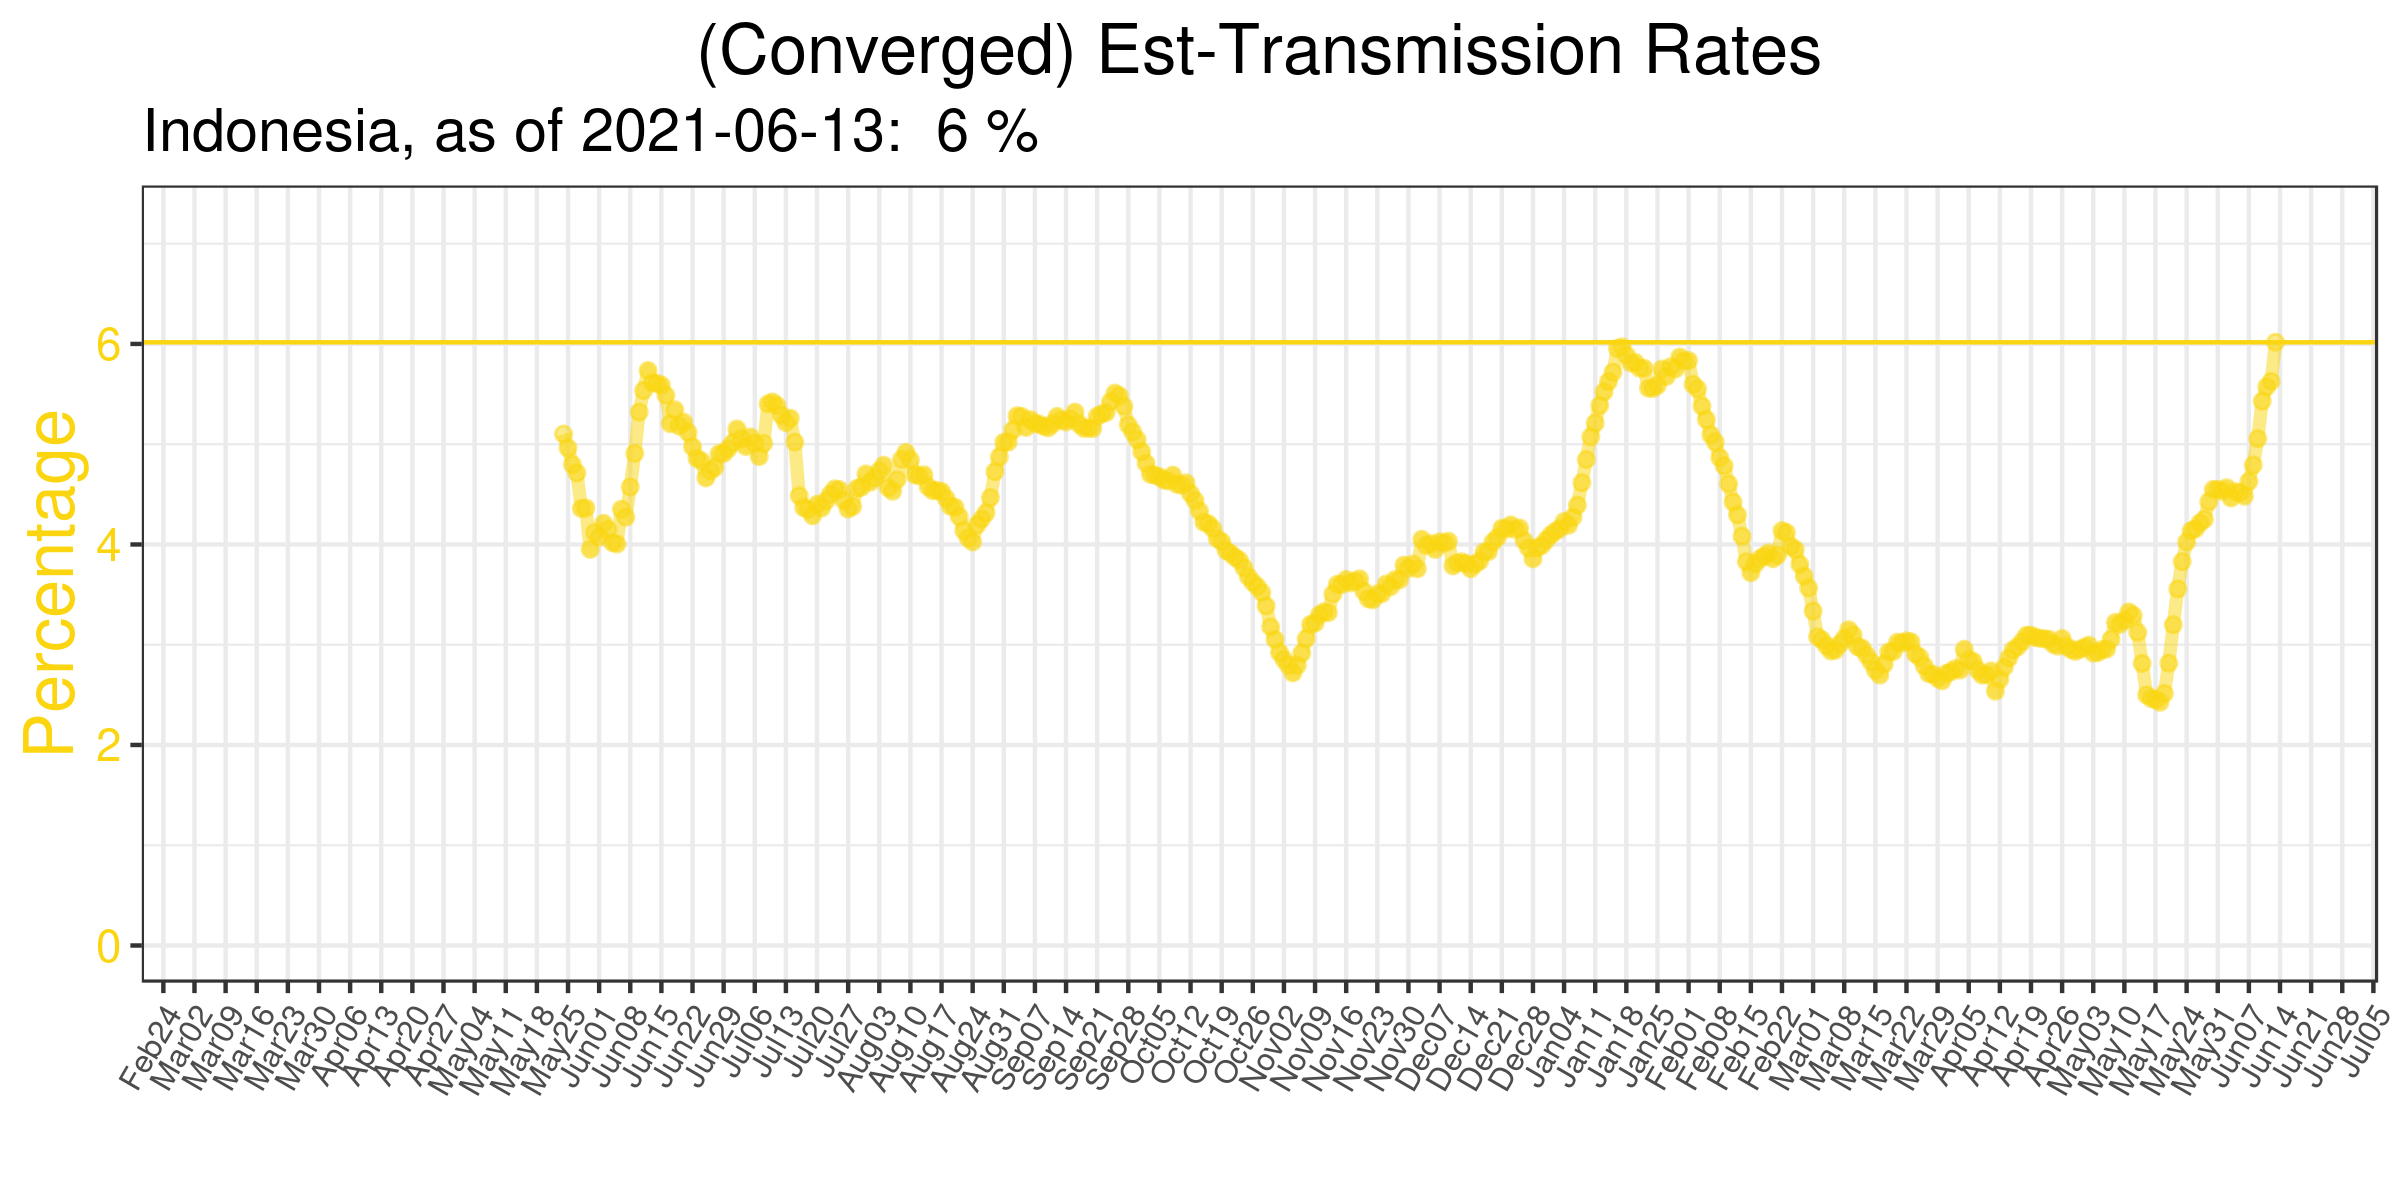 (Converged) Est-Transmission Rates
Indonesia, as of 2021-06-13:  6 %
Percentage
6
4
2
0
Feb24
Mar02
Mar09
Mar16
Mar23
Mar30
Apr06
Apr13
Apr20
Apr27
May04
May11
May18
May25
Jun01
Jun08
Jun15
Jun22
Jun29
Jul06
Jul13
Jul20
Jul27
Aug03
Aug10
Aug17
Aug24
Aug31
Sep07
Sep14
Sep21
Sep28
Oct05
Oct12
Oct19
Oct26
Nov02
Nov09
Nov16
Nov23
Nov30
Dec07
Dec14
Dec21
Dec28
Jan04
Jan11
Jan18
Jan25
Feb01
Feb08
Feb15
Feb22
Mar01
Mar08
Mar15
Mar22
Mar29
Apr05
Apr12
Apr19
Apr26
May03
May10
May17
May24
May31
Jun07
Jun14
Jun21
Jun28
Jul05